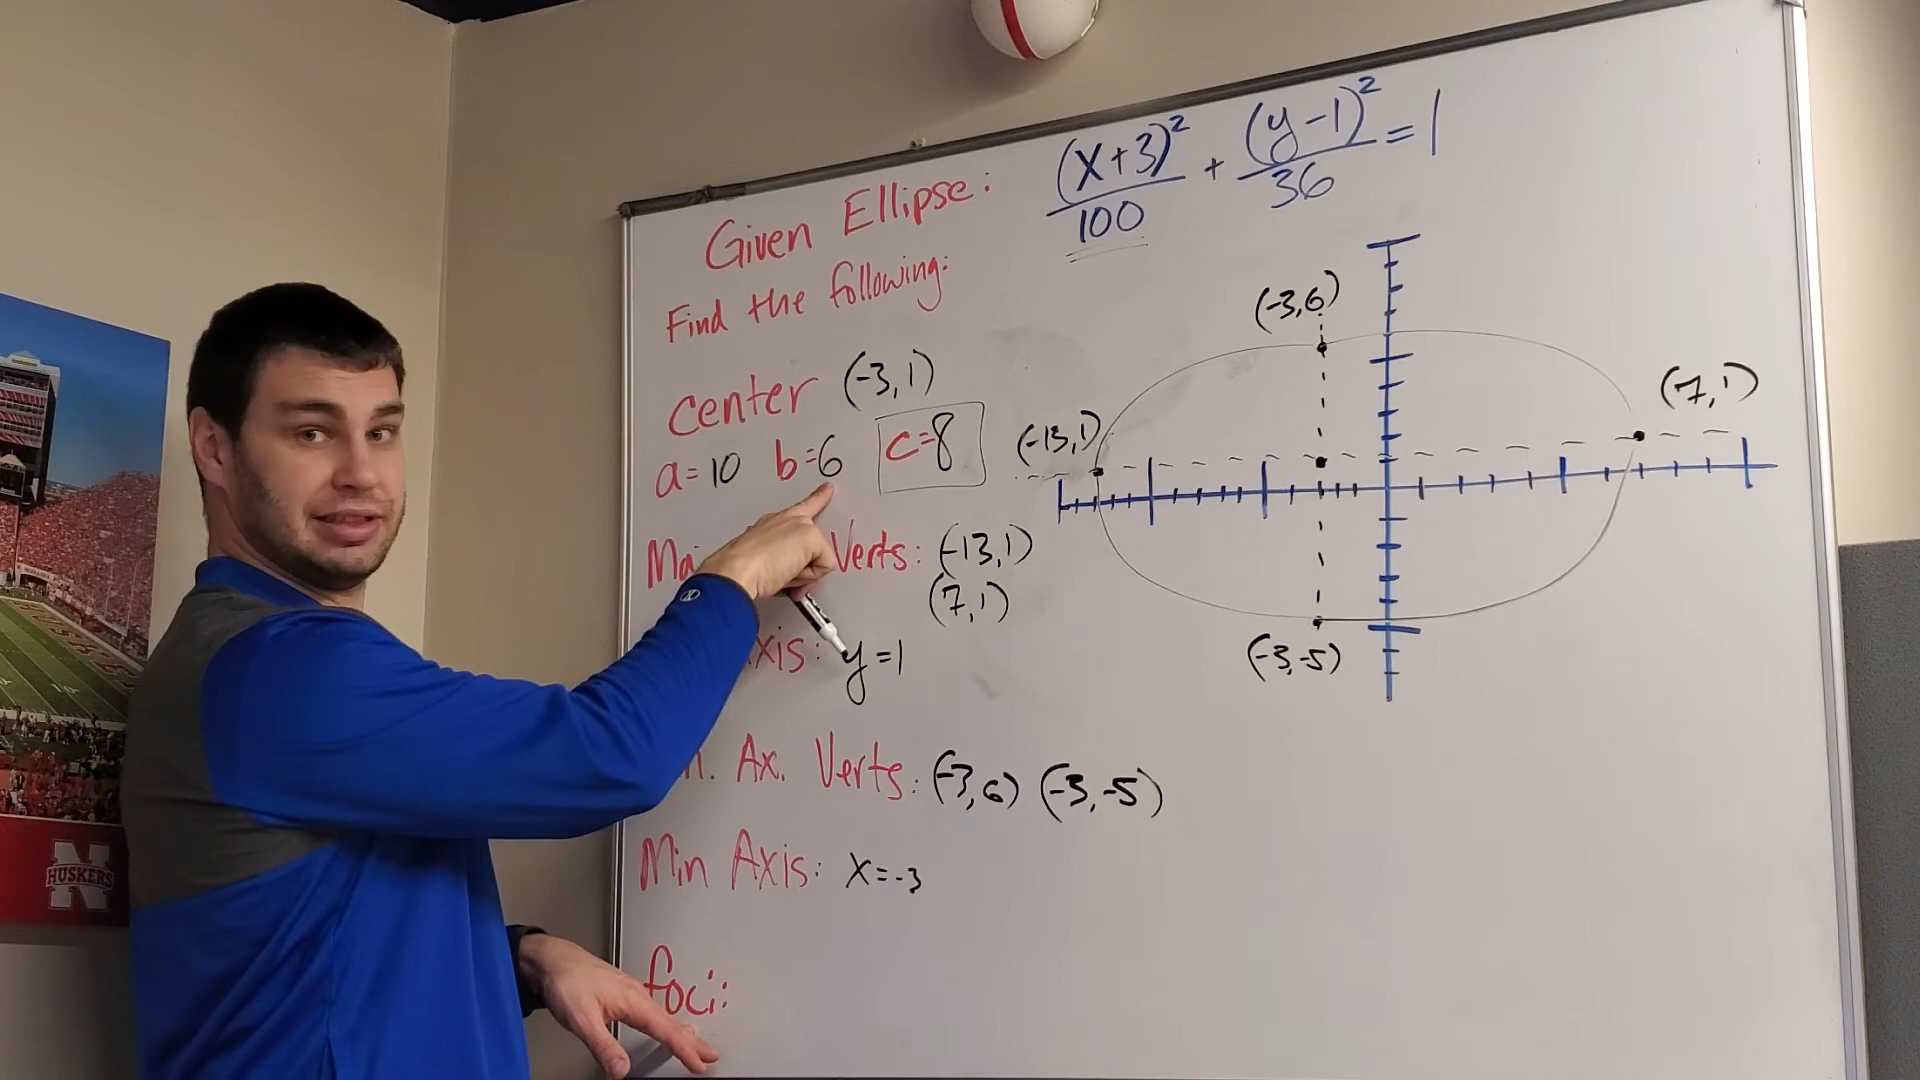 Given Ellipse: (x+3)²/100 + (y-1)²/36 = 1
Find the following:
center (-3,1)
a=10 b=6 c=8
Verts: (-13,1)
(7,1)
xis: y=1
. Ax. Verts: (-3,6) (-3,-5)
Min Axis: x=-3
foci:
(-3,6)
(7,1)
(-13,1)
(-3,-5)
N
HUSKERS